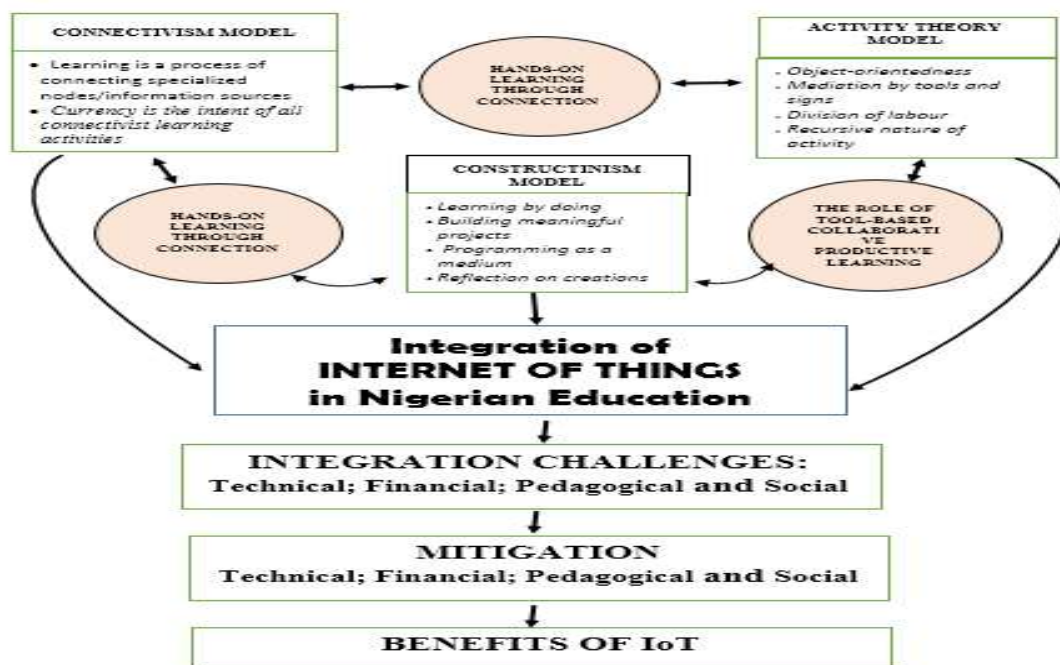 CONNECTIVISM MODEL
• Learning is a process of
connecting specialized
nodes/information sources
• Currency is the intent of all
connectivist learning
activities
HANDS-ON
LEARNING
THROUGH
CONNECTION
ACTIVITY THEORY
MODEL
- Object-orientedness
- Mediation by tools and
signs
- Division of labour
- Recursive nature of
activity
HANDS-ON
LEARNING
THROUGH
CONNECTION
CONSTRUCTINISM
MODEL
• Learning by doing
• Building meaningful
projects
• Programming as a
medium
• Reflection on creations
THE ROLE OF
TOOL-BASED
COLLABORATI
VE
PRODUCTIVE
LEARNING
Integration of
INTERNET OF THINGS
in Nigerian Education
INTEGRATION CHALLENGES:
Technical; Financial; Pedagogical and Social
MITIGATION
Technical; Financial; Pedagogical and Social
BENEFITS OF IoT